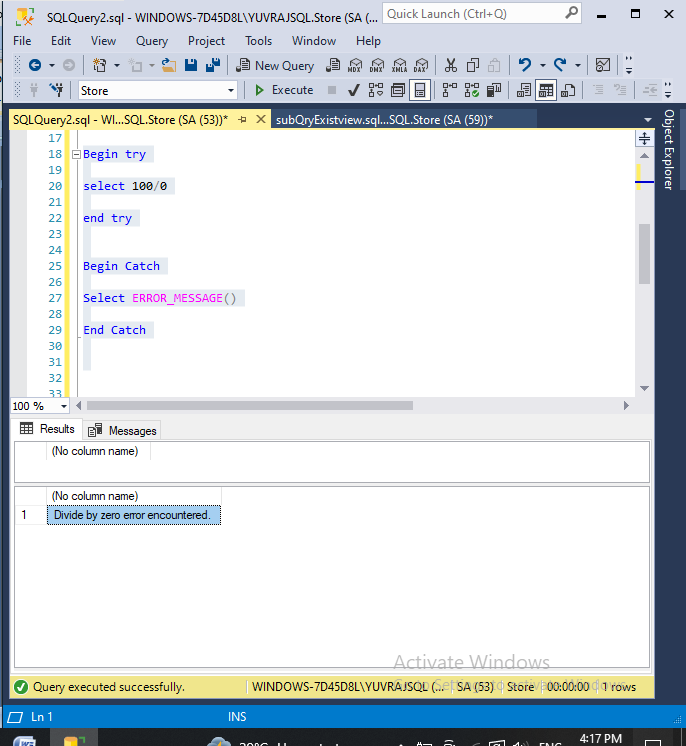 SQLQuery2.sql - WINDOWS-7D45D8L\YUVRAJSQL.Store (SA (...
Quick Launch (Ctrl+Q)
File Edit View Query Project Tools Window Help
New Query MDX DMX XMLA DAX
Store Execute
SQLQuery2.sql - WI...SQL.Store (SA (53))* subQryExistview.sql...SQL.Store (SA (59))*
Object Explorer
17
18 Begin try
19
20 select 100/0
21
22 end try
23
24
25 Begin Catch
26
27 Select ERROR_MESSAGE()
28
29 End Catch
30
31
32
33
100 %
Results Messages
(No column name)
(No column name)
1 Divide by zero error encountered.
Activate Windows
Query executed successfully. WINDOWS-7D45D8L\YUVRAJSQL (... SA (53) Store 00:00:00 1 rows
Ln 1 INS
4:17 PM